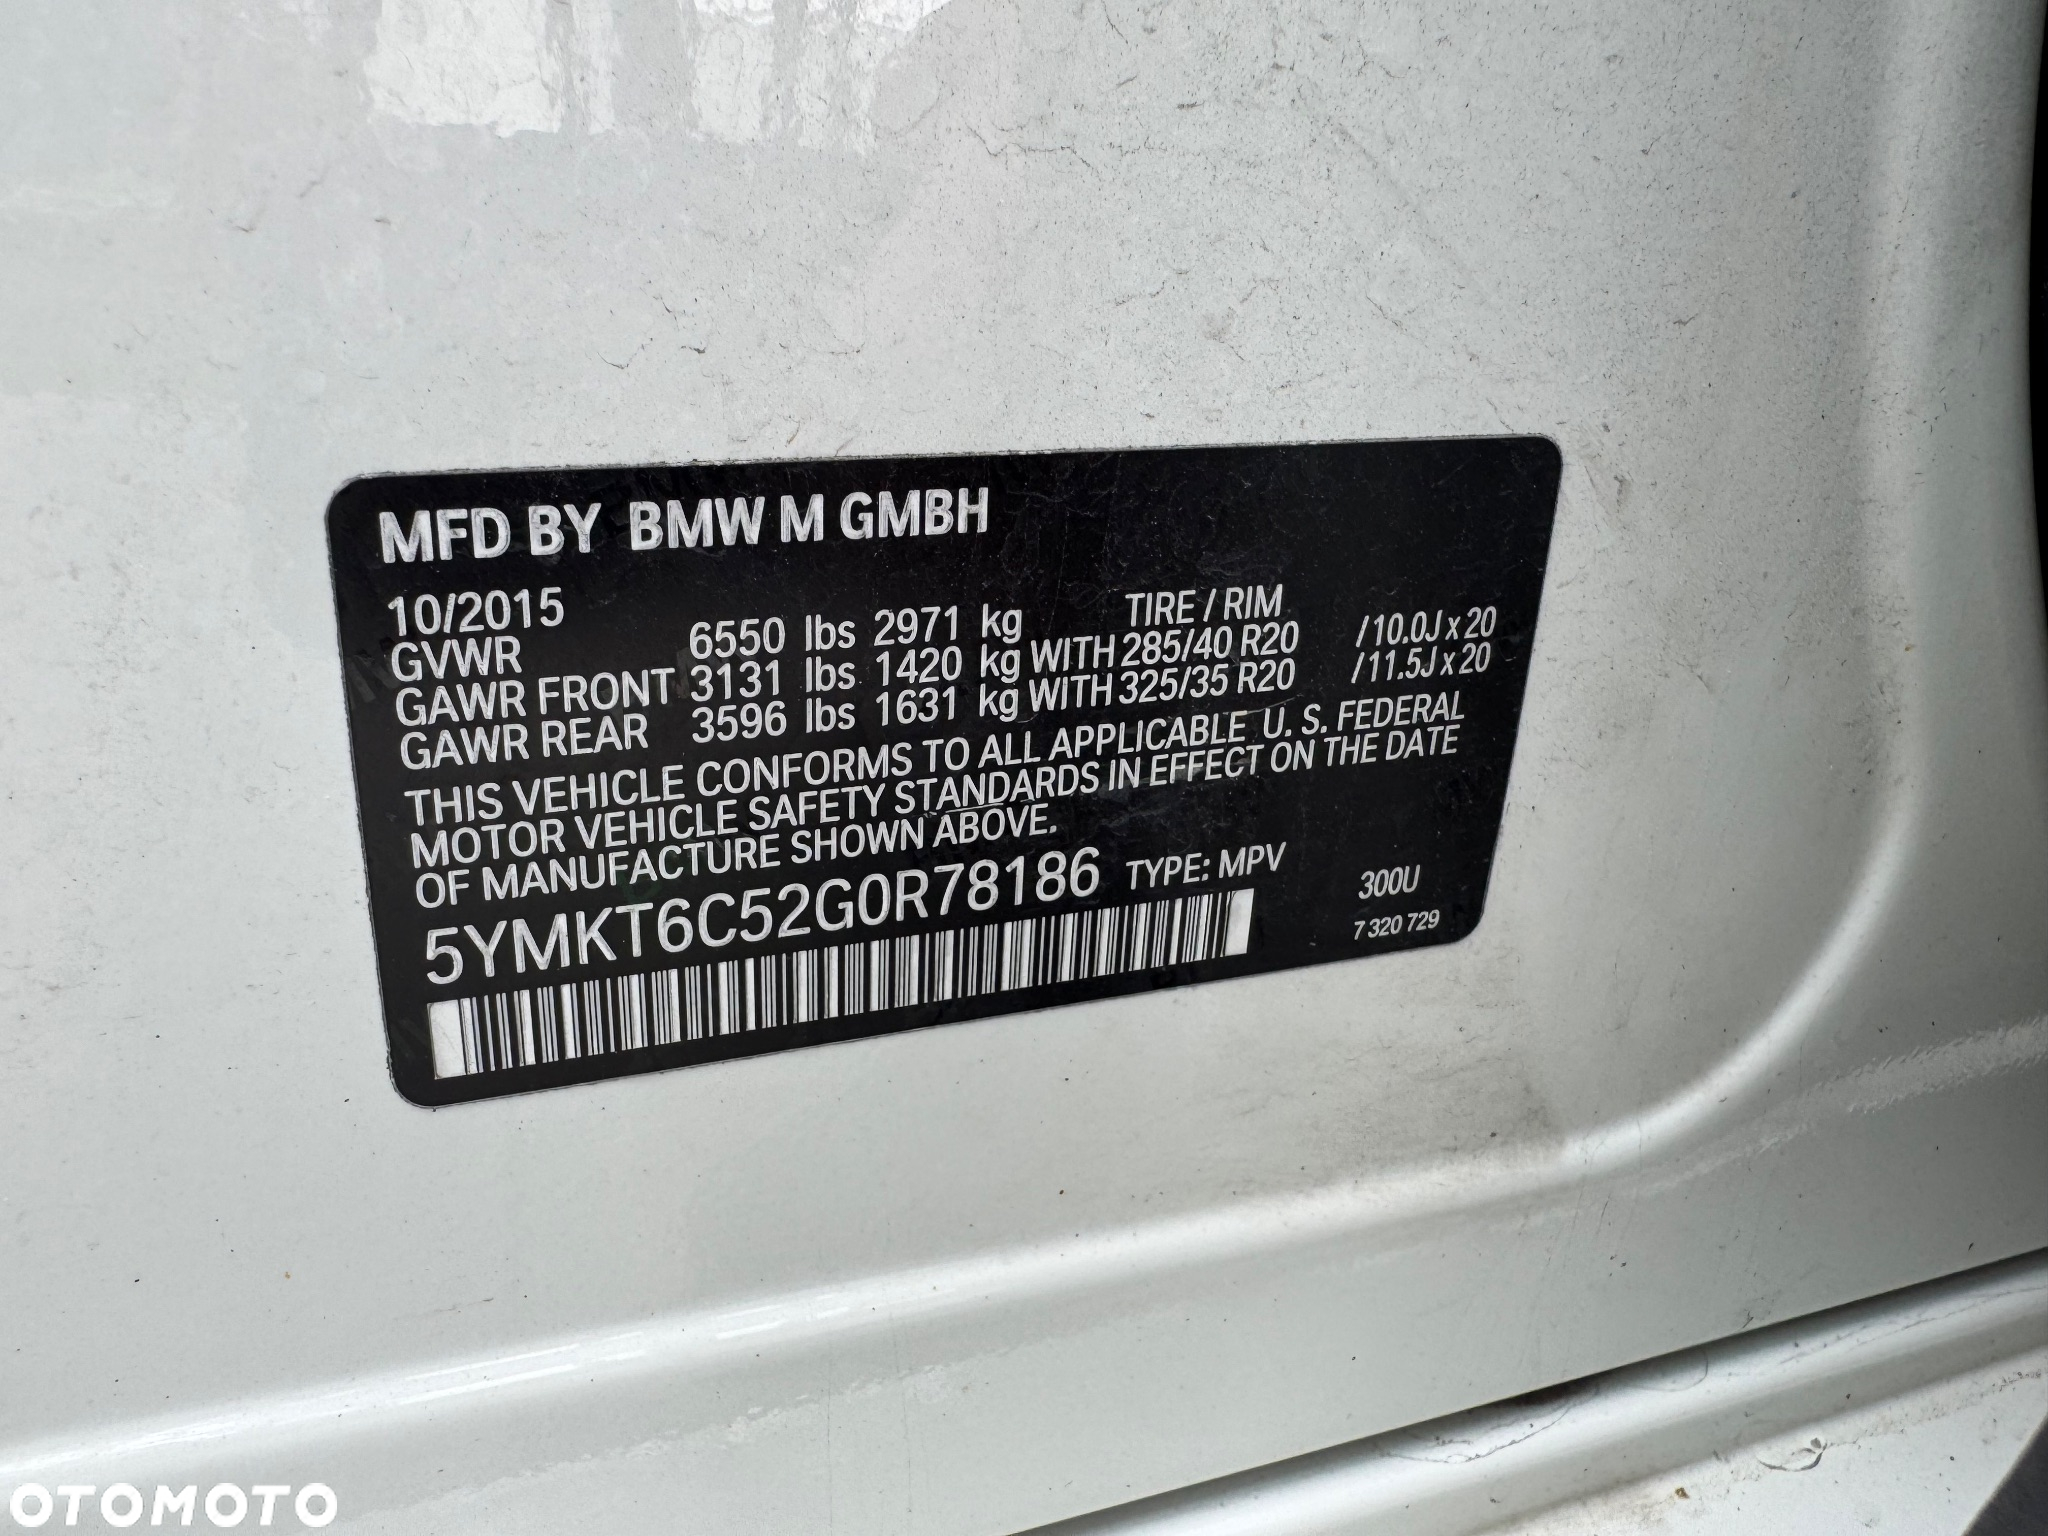 MFD BY BMW M GMBH
10/2015 TIRE / RIM
GVWR 6550 lbs 2971 kg
GAWR FRONT 3131 lbs 1420 kg WITH 285/40 R20 /10.0J x 20
GAWR REAR 3596 lbs 1631 kg WITH 325/35 R20 /11.5J x 20
THIS VEHICLE CONFORMS TO ALL APPLICABLE U. S. FEDERAL
MOTOR VEHICLE SAFETY STANDARDS IN EFFECT ON THE DATE
OF MANUFACTURE SHOWN ABOVE.
5YMKT6C52G0R78186 TYPE: MPV 300U
7 320 729
OTOMOTO